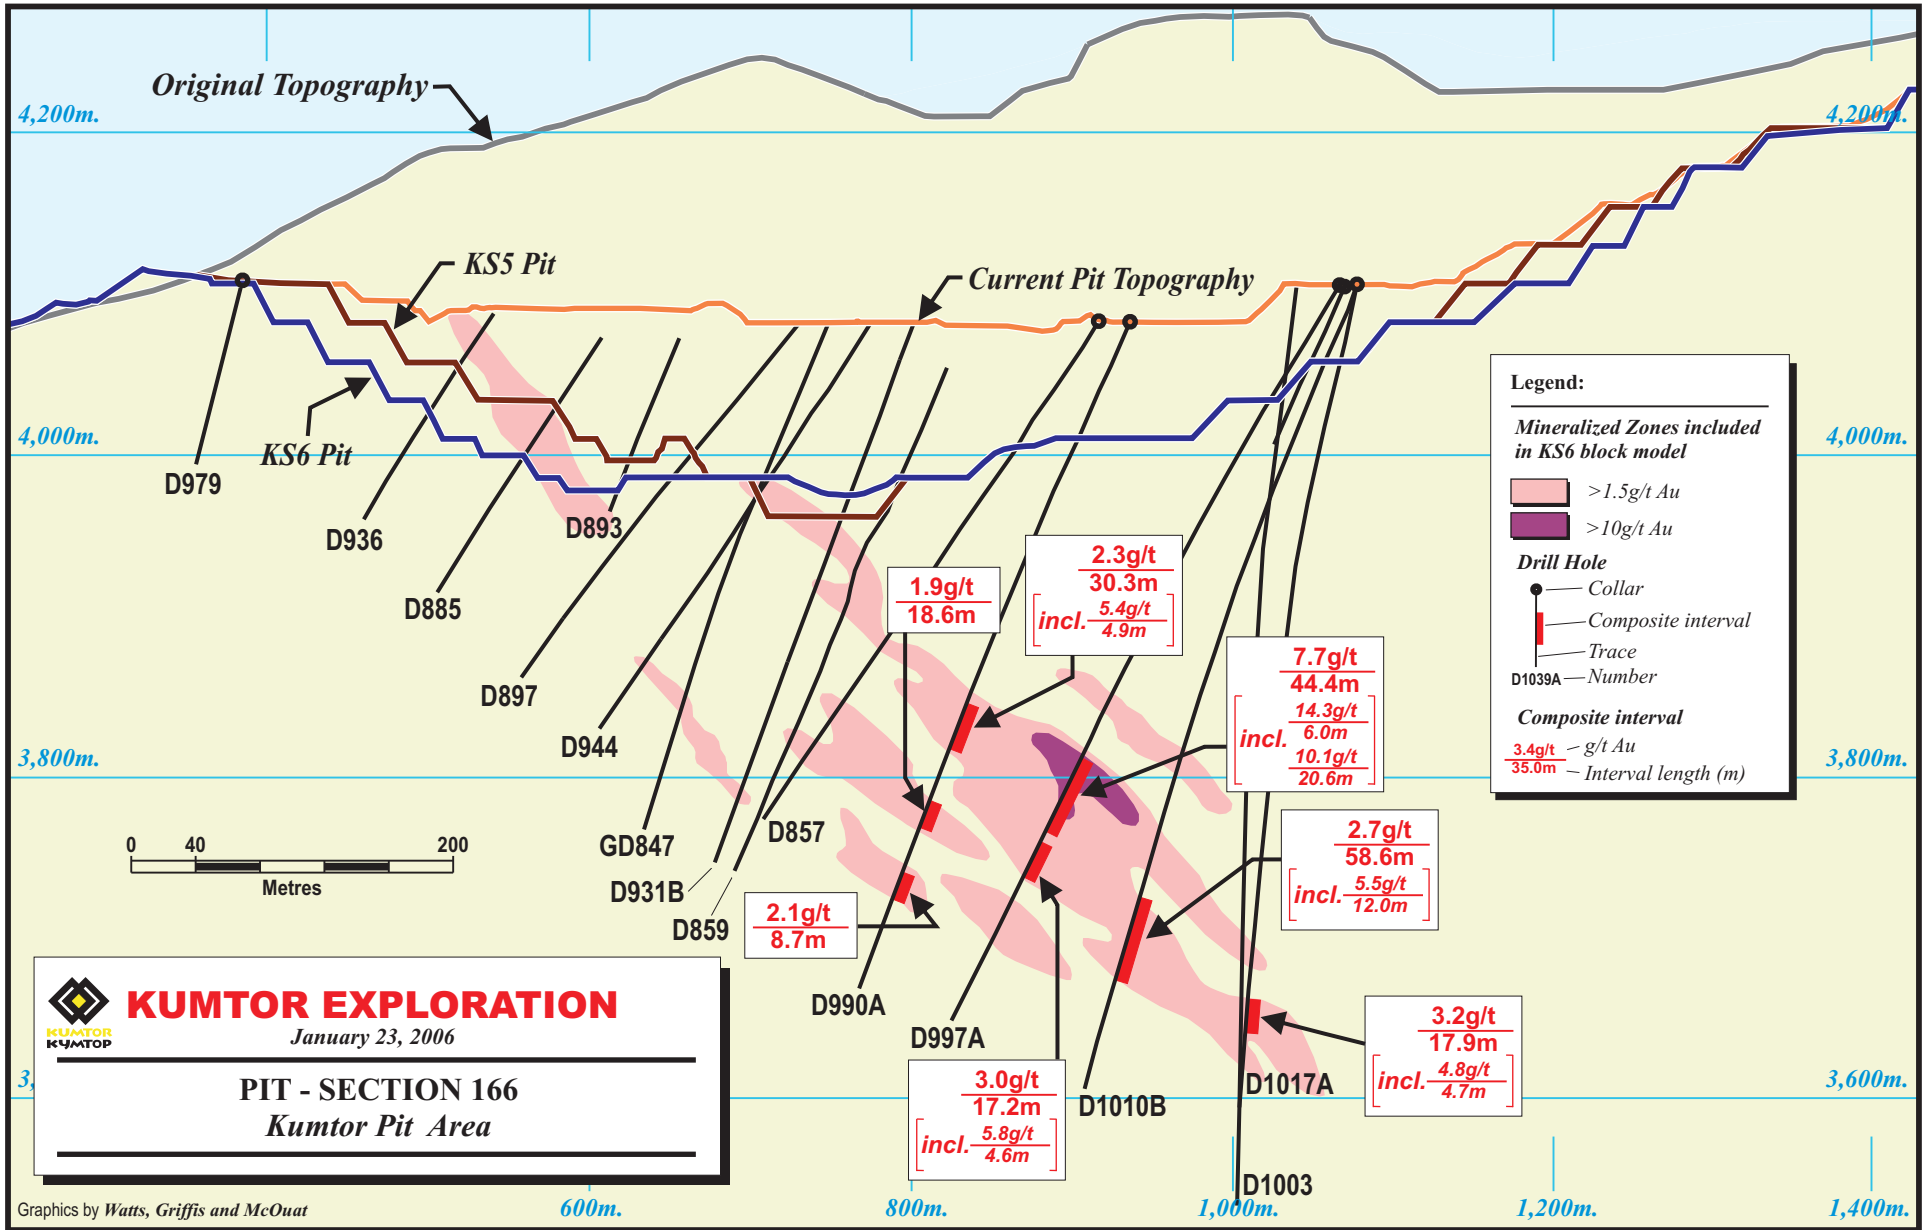 Original Topography
4,200m.
4,200m.
KS5 Pit
Current Pit Topography
KS6 Pit
4,000m.
4,000m.
D979
D936
D893
D885
D897
D944
GD847
D931B
D859
D857
D990A
D997A
D1010B
D1017A
D1003
1.9g/t
18.6m
2.3g/t
30.3m
incl. 5.4g/t
4.9m
7.7g/t
44.4m
incl. 14.3g/t
6.0m
10.1g/t
20.6m
2.7g/t
58.6m
incl. 5.5g/t
12.0m
2.1g/t
8.7m
3.0g/t
17.2m
incl. 5.8g/t
4.6m
3.2g/t
17.9m
incl. 4.8g/t
4.7m
Legend:
Mineralized Zones included
in KS6 block model
>1.5g/t Au
>10g/t Au
Drill Hole
Collar
Composite interval
Trace
D1039A Number
Composite interval
3.4g/t g/t Au
35.0m Interval length (m)
3,800m.
3,800m.
0 40 200
Metres
KUMTOR
КУМТОР
KUMTOR EXPLORATION
January 23, 2006
PIT - SECTION 166
Kumtor Pit Area
3,
3,600m.
Graphics by Watts, Griffis and McOuat
600m.
800m.
1,000m.
1,200m.
1,400m.